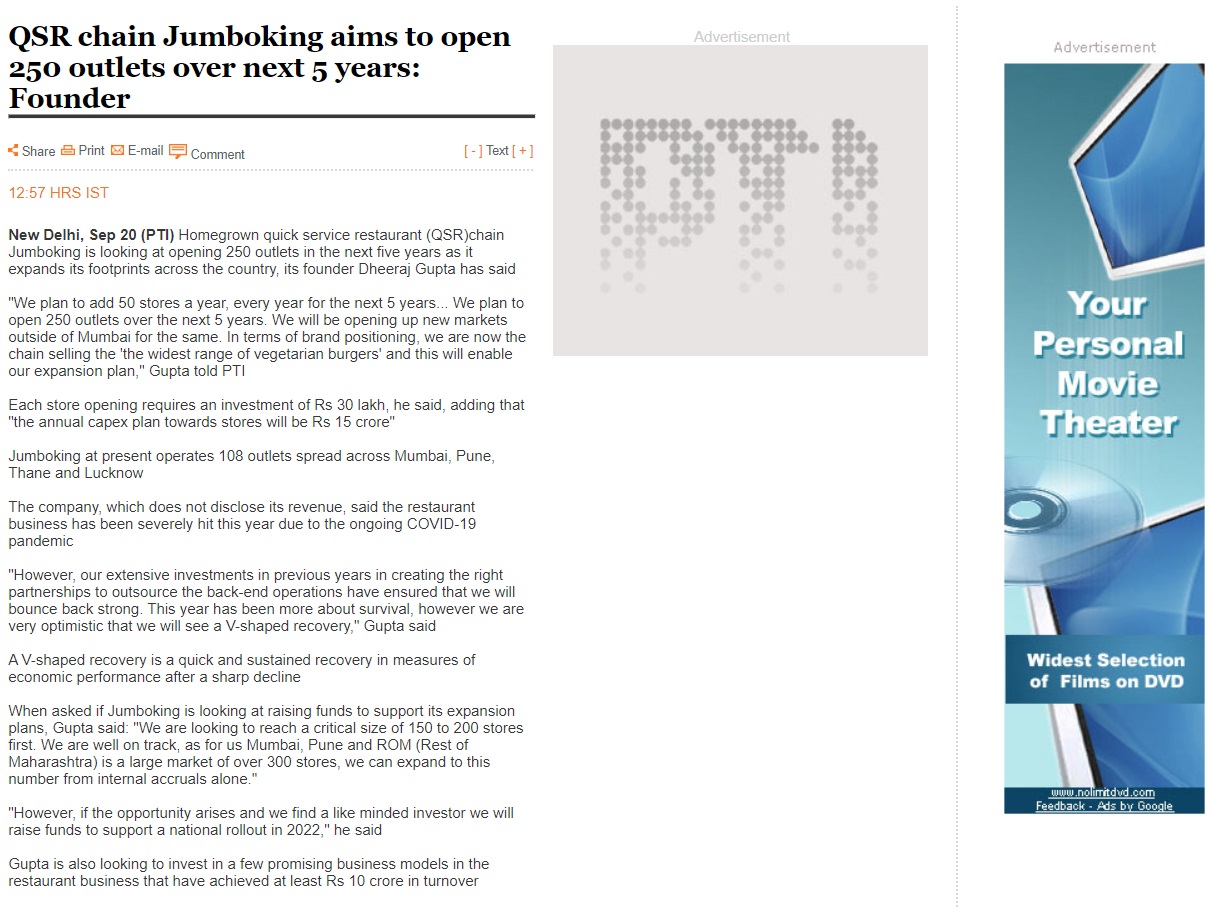 QSR chain Jumboking aims to open
250 outlets over next 5 years:
Founder
Share Print E-mail Comment [ - ] Text [ + ]
12:57 HRS IST
New Delhi, Sep 20 (PTI) Homegrown quick service restaurant (QSR)chain
Jumboking is looking at opening 250 outlets in the next five years as it
expands its footprints across the country, its founder Dheeraj Gupta has said
"We plan to add 50 stores a year, every year for the next 5 years... We plan to
open 250 outlets over the next 5 years. We will be opening up new markets
outside of Mumbai for the same. In terms of brand positioning, we are now the
chain selling the 'the widest range of vegetarian burgers' and this will enable
our expansion plan," Gupta told PTI
Each store opening requires an investment of Rs 30 lakh, he said, adding that
"the annual capex plan towards stores will be Rs 15 crore"
Jumboking at present operates 108 outlets spread across Mumbai, Pune,
Thane and Lucknow
The company, which does not disclose its revenue, said the restaurant
business has been severely hit this year due to the ongoing COVID-19
pandemic
"However, our extensive investments in previous years in creating the right
partnerships to outsource the back-end operations have ensured that we will
bounce back strong. This year has been more about survival, however we are
very optimistic that we will see a V-shaped recovery," Gupta said
A V-shaped recovery is a quick and sustained recovery in measures of
economic performance after a sharp decline
When asked if Jumboking is looking at raising funds to support its expansion
plans, Gupta said: "We are looking to reach a critical size of 150 to 200 stores
first. We are well on track, as for us Mumbai, Pune and ROM (Rest of
Maharashtra) is a large market of over 300 stores, we can expand to this
number from internal accruals alone."
"However, if the opportunity arises and we find a like minded investor we will
raise funds to support a national rollout in 2022," he said
Gupta is also looking to invest in a few promising business models in the
restaurant business that have achieved at least Rs 10 crore in turnover
Advertisement
PTI
Advertisement
Your
Personal
Movie
Theater
Widest Selection
of Films on DVD
www.nolimitdvd.com
Feedback - Ads by Google